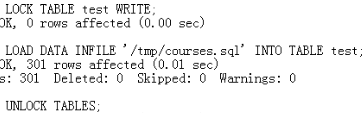 LOCK TABLE test WRITE;
OK, 0 rows affected (0.00 sec)
LOAD DATA INFILE '/tmp/courses.sql' INTO TABLE test;
OK, 301 rows affected (0.01 sec)
s: 301 Deleted: 0 Skipped: 0 Warnings: 0
UNLOCK TABLES;